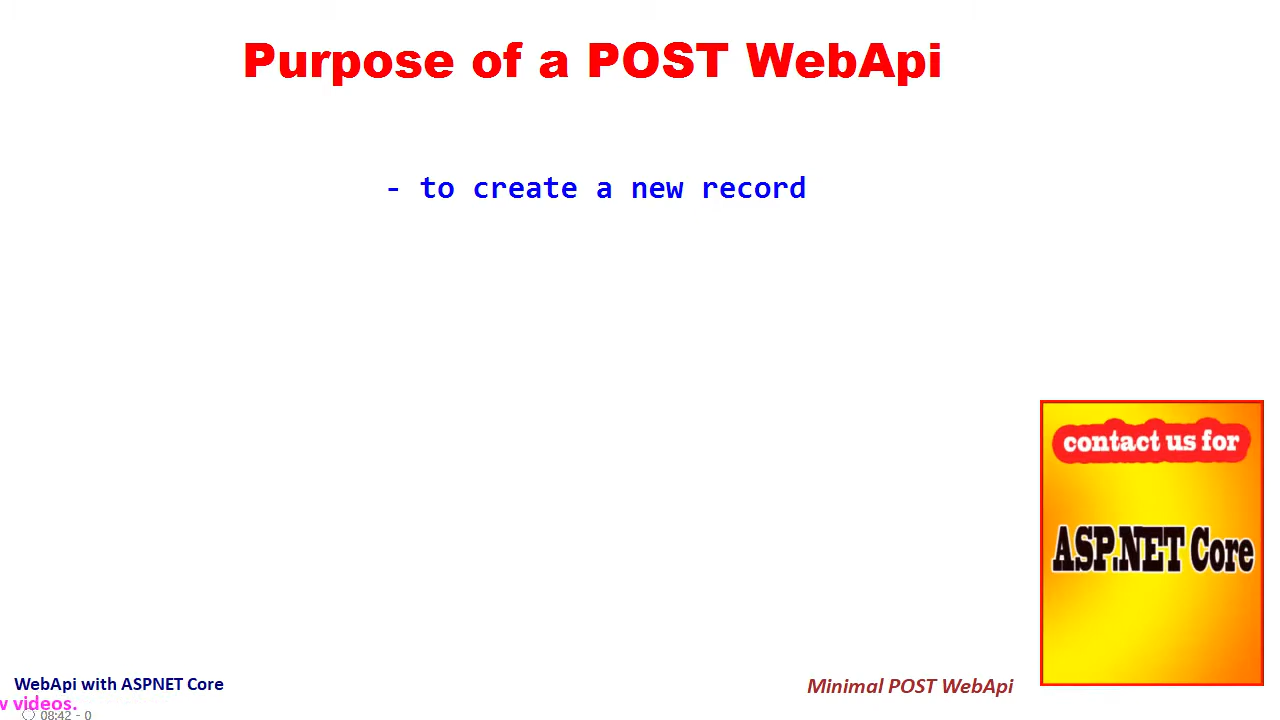 Purpose of a POST WebApi
- to create a new record
contact us for
ASP.NET Core
WebApi with ASPNET Core
Minimal POST WebApi
videos.
08:42 - 0